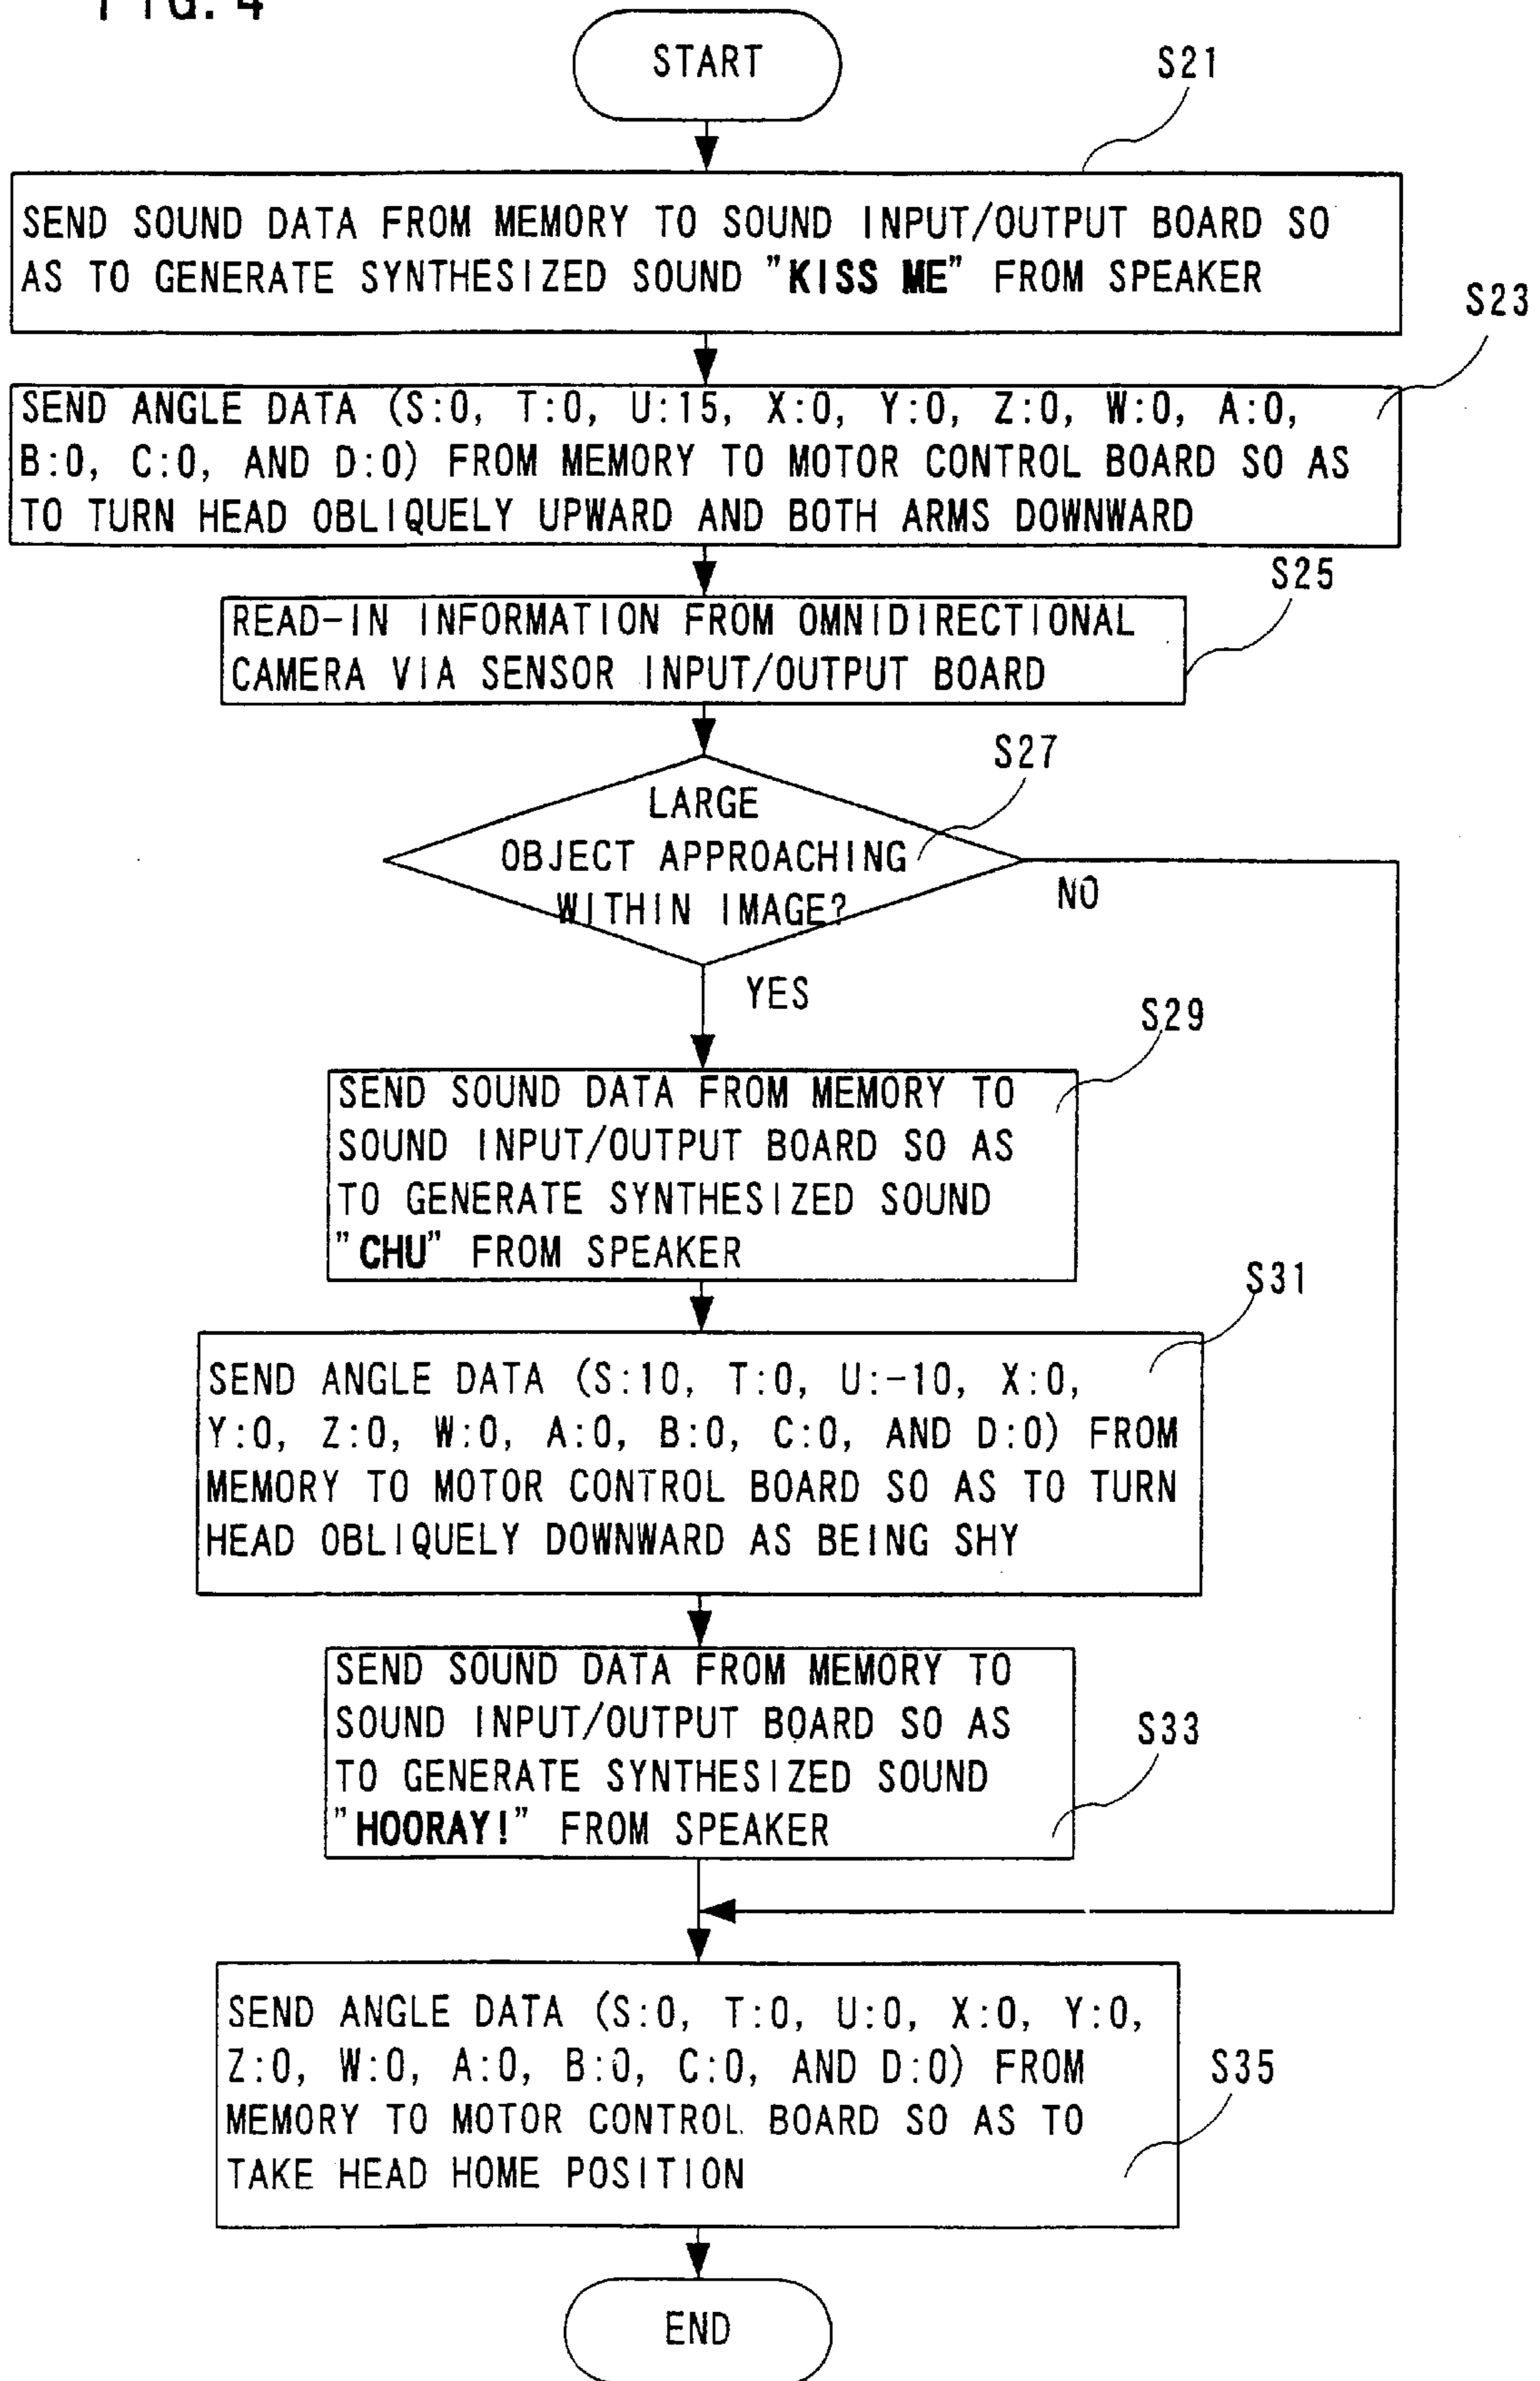 FIG. 4
START
S21
SEND SOUND DATA FROM MEMORY TO SOUND INPUT/OUTPUT BOARD SO
AS TO GENERATE SYNTHESIZED SOUND "KISS ME" FROM SPEAKER
S23
SEND ANGLE DATA (S:0, T:0, U:15, X:0, Y:0, Z:0, W:0, A:0,
B:0, C:0, AND D:0) FROM MEMORY TO MOTOR CONTROL BOARD SO AS
TO TURN HEAD OBLIQUELY UPWARD AND BOTH ARMS DOWNWARD
S25
READ-IN INFORMATION FROM OMNIDIRECTIONAL
CAMERA VIA SENSOR INPUT/OUTPUT BOARD
S27
LARGE
OBJECT APPROACHING
WITHIN IMAGE?
NO
YES
S29
SEND SOUND DATA FROM MEMORY TO
SOUND INPUT/OUTPUT BOARD SO AS
TO GENERATE SYNTHESIZED SOUND
"CHU" FROM SPEAKER
S31
SEND ANGLE DATA (S:10, T:0, U:-10, X:0,
Y:0, Z:0, W:0, A:0, B:0, C:0, AND D:0) FROM
MEMORY TO MOTOR CONTROL BOARD SO AS TO TURN
HEAD OBLIQUELY DOWNWARD AS BEING SHY
SEND SOUND DATA FROM MEMORY TO
SOUND INPUT/OUTPUT BOARD SO AS
S33
TO GENERATE SYNTHESIZED SOUND
"HOORAY!" FROM SPEAKER
SEND ANGLE DATA (S:0, T:0, U:0, X:0, Y:0,
Z:0, W:0, A:0, B:0, C:0, AND D:0) FROM
S35
MEMORY TO MOTOR CONTROL BOARD SO AS TO
TAKE HEAD HOME POSITION
END